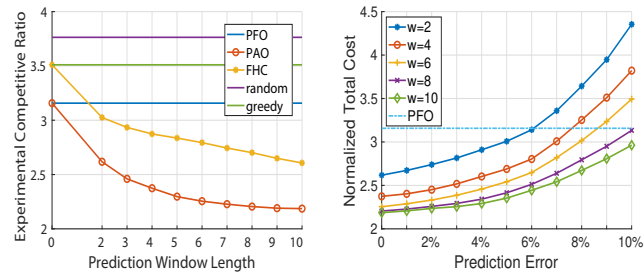 Experimental Competitive Ratio
4
3.5
3
2.5
2
PFO
PAO
FHC
random
greedy
0 2 3 4 5 6 7 8 9 10
Prediction Window Length
Normalized Total Cost
4.5
4
3.5
3
2.5
2
w=2
w=4
w=6
w=8
w=10
PFO
0 2% 4% 6% 8% 10%
Prediction Error